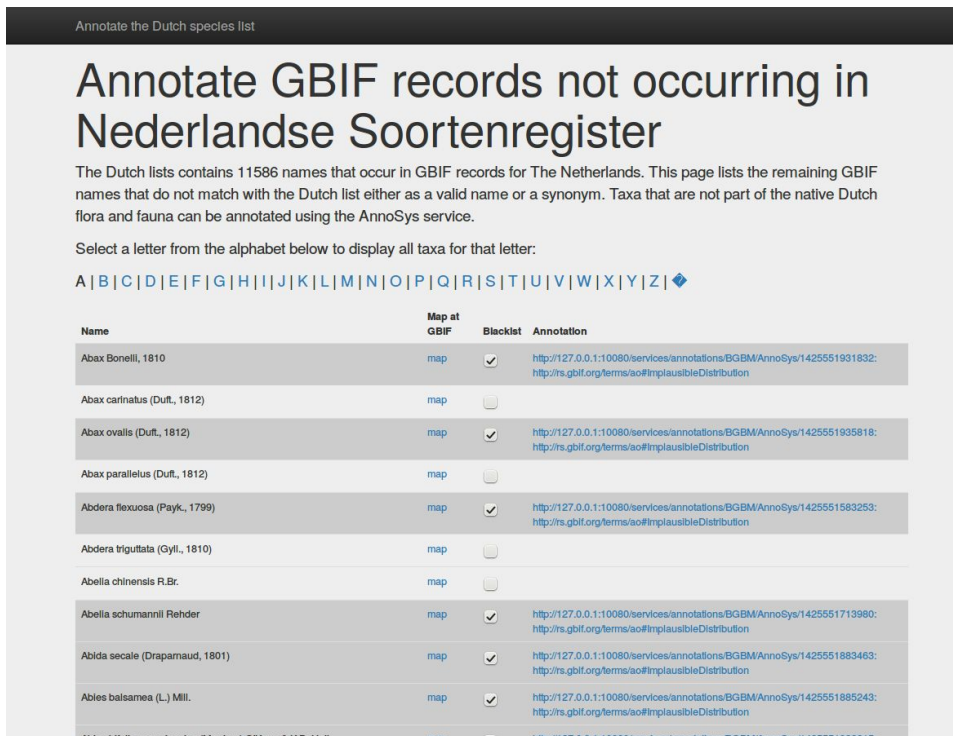 Annotate the Dutch species list
Annotate GBIF records not occurring in
Nederlandse Soortenregister
The Dutch lists contains 11586 names that occur in GBIF records for The Netherlands. This page lists the remaining GBIF
names that do not match with the Dutch list either as a valid name or a synonym. Taxa that are not part of the native Dutch
flora and fauna can be annotated using the AnnoSys service.
Select a letter from the alphabet below to display all taxa for that letter:
A | B | C | D | E | F | G | H | I | J | K | L | M | N | O | P | Q | R | S | T | U | V | W | X | Y | Z | �
Name Map at GBIF Blacklist Annotation
Abax Bonelli, 1810 map http://127.0.0.1:10080/services/annotations/BGBM/AnnoSys/1425551931832:
http://rs.gbif.org/terms/ao#ImplausibleDistribution
Abax carinatus (Duft., 1812) map
Abax ovalis (Duft., 1812) map http://127.0.0.1:10080/services/annotations/BGBM/AnnoSys/1425551935818:
http://rs.gbif.org/terms/ao#ImplausibleDistribution
Abax parallelus (Duft., 1812) map
Abdera flexuosa (Payk., 1799) map http://127.0.0.1:10080/services/annotations/BGBM/AnnoSys/1425551583253:
http://rs.gbif.org/terms/ao#ImplausibleDistribution
Abdera triguttata (Gyll., 1810) map
Abelia chinensis R.Br. map
Abelia schumannii Rehder map http://127.0.0.1:10080/services/annotations/BGBM/AnnoSys/1425551713980:
http://rs.gbif.org/terms/ao#ImplausibleDistribution
Abida secale (Draparnaud, 1801) map http://127.0.0.1:10080/services/annotations/BGBM/AnnoSys/1425551883463:
http://rs.gbif.org/terms/ao#ImplausibleDistribution
Abies balsamea (L.) Mill. map http://127.0.0.1:10080/services/annotations/BGBM/AnnoSys/1425551885243:
http://rs.gbif.org/terms/ao#ImplausibleDistribution